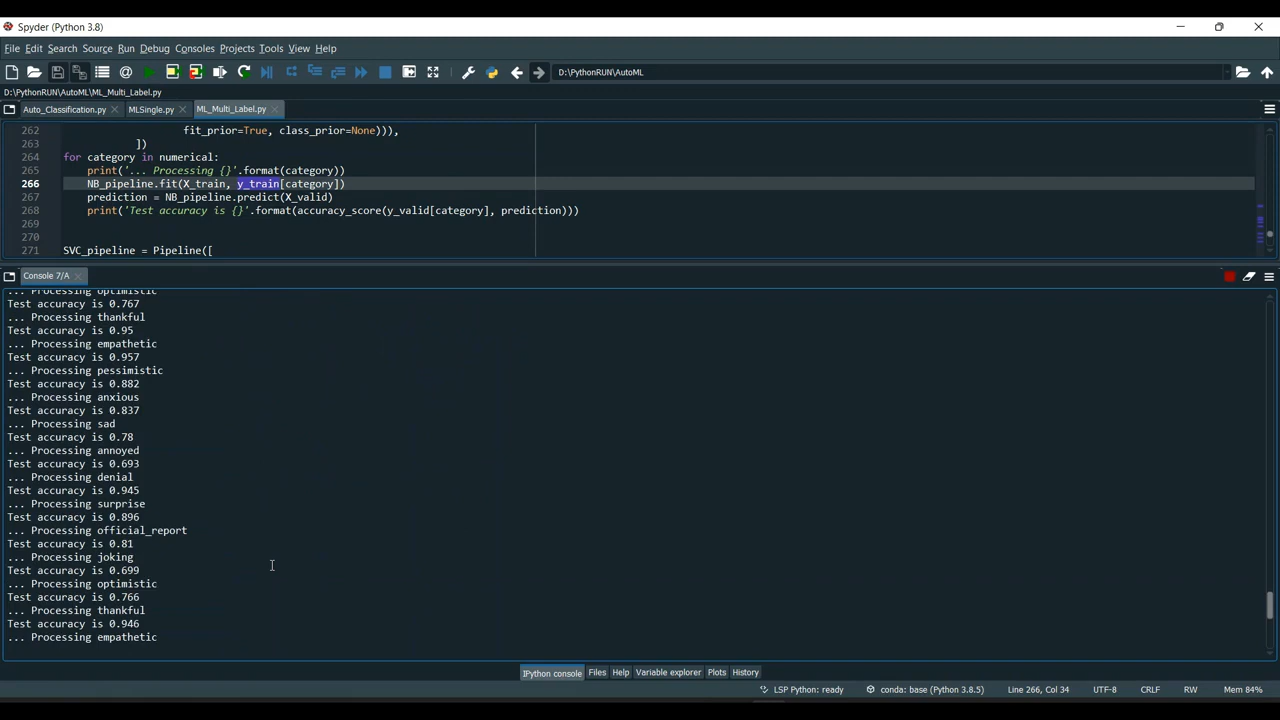 Spyder (Python 3.8)
File Edit Search Source Run Debug Consoles Projects Tools View Help
D:\PythonRUN\AutoML
D:\PythonRUN\AutoML\ML_Multi_Label.py
Auto_Classification.py MLSingle.py ML_Multi_Label.py
262 fit_prior=True, class_prior=None))),
263 ])
264 for category in numerical:
265 print('... Processing {}'.format(category))
266 NB_pipeline.fit(X_train, y_train[category])
267 prediction = NB_pipeline.predict(X_valid)
268 print('Test accuracy is {}'.format(accuracy_score(y_valid[category], prediction)))
269
270
271 SVC_pipeline = Pipeline([
Console 7/A
... Processing optimistic
Test accuracy is 0.767
... Processing thankful
Test accuracy is 0.95
... Processing empathetic
Test accuracy is 0.957
... Processing pessimistic
Test accuracy is 0.882
... Processing anxious
Test accuracy is 0.837
... Processing sad
Test accuracy is 0.78
... Processing annoyed
Test accuracy is 0.693
... Processing denial
Test accuracy is 0.945
... Processing surprise
Test accuracy is 0.896
... Processing official_report
Test accuracy is 0.81
... Processing joking
Test accuracy is 0.699
... Processing optimistic
Test accuracy is 0.766
... Processing thankful
Test accuracy is 0.946
... Processing empathetic
IPython console Files Help Variable explorer Plots History
LSP Python: ready conda: base (Python 3.8.5) Line 266, Col 34 UTF-8 CRLF RW Mem 84%